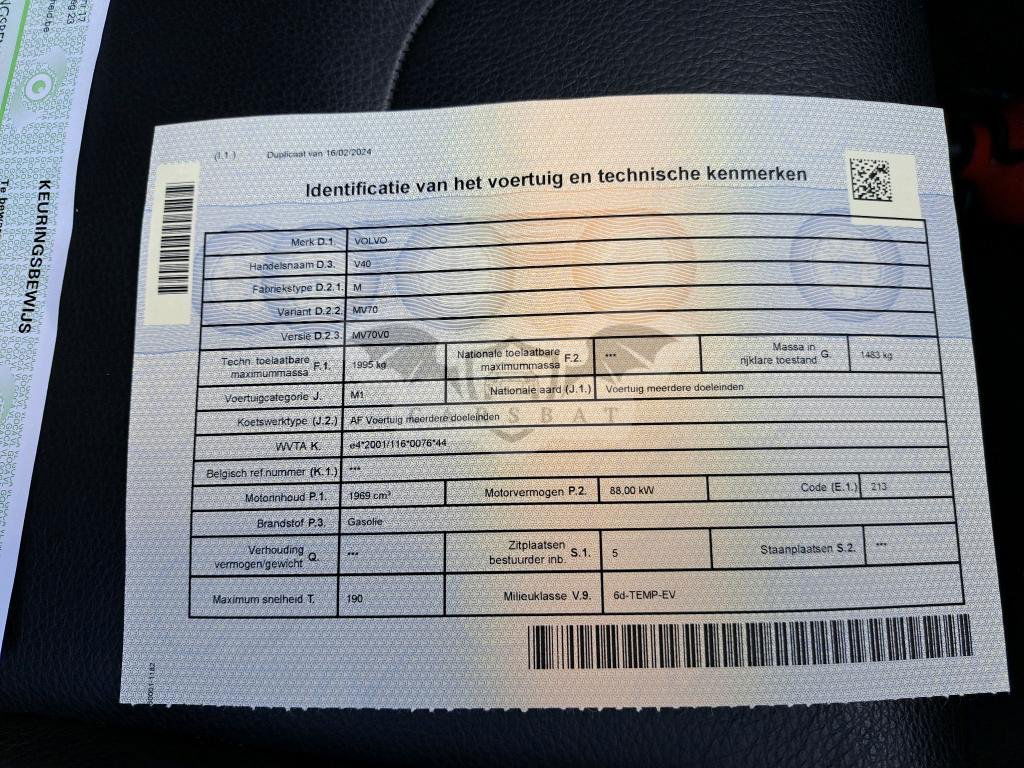 KEURINGSBEWIJS
(I.1.) Duplicaat van 16/02/2024
Identificatie van het voertuig en technische kenmerken
Merk D.1. VOLVO
Handelsnaam D.3. V40
Fabriekstype D.2.1. M
Variant D.2.2. MV70
Versie D.2.3. MV70V0
Techn. toelaatbare maximummassa F.1. 1995 kg Nationale toelaatbare maximummassa F.2. *** Massa in rijklare toestand G. 1483 kg
Voertuigcategorie J. M1 Nationale aard (J.1.) Voertuig meerdere doeleinden
Koetswerktype (J.2.) AF Voertuig meerdere doeleinden
CARSBAT
WVTA K. e4*2001/116*0076*44
Belgisch ref.nummer (K.1.) ***
Motorinhoud P.1. 1969 cm³ Motorvermogen P.2. 88,00 kW Code (E.1.) 213
Brandstof P.3. Gasolie
Verhouding vermogen/gewicht Q. *** Zitplaatsen bestuurder inb. S.1. 5 Staanplaatsen S.2. ***
Maximum snelheid T. 190 Milieuklasse V.9. 6d-TEMP-EV